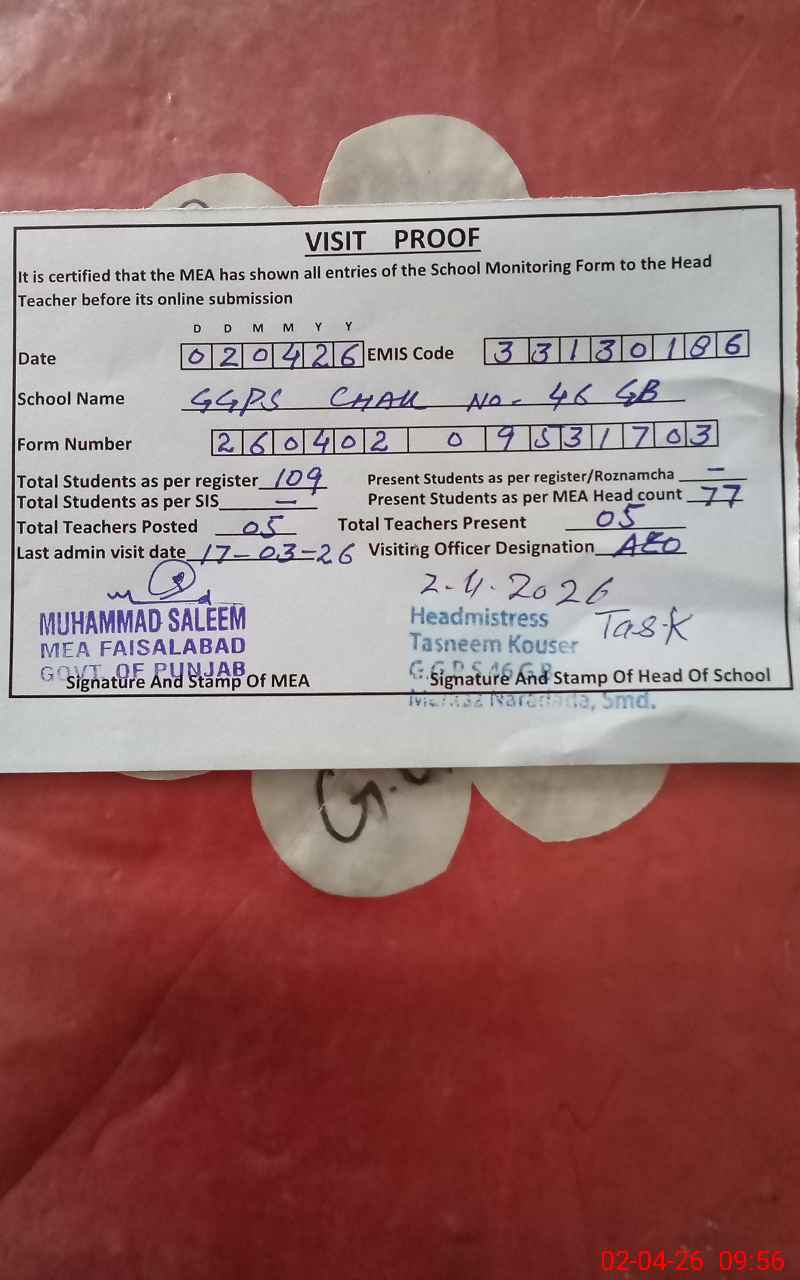 VISIT PROOF
It is certified that the MEA has shown all entries of the School Monitoring Form to the Head
Teacher before its online submission
D D M M Y Y
Date 0 2 0 4 2 6 EMIS Code 3 3 1 3 0 1 8 6
School Name GGPS CHAK NO- 46 GB
Form Number 2 6 0 4 0 2 0 9 5 3 1 7 0 3
Total Students as per register 109 Present Students as per register/Roznamcha –
Total Students as per SIS – Present Students as per MEA Head count 77
Total Teachers Posted 05 Total Teachers Present 05
Last admin visit date 17-03-26 Visiting Officer Designation AEO
2.4.2026
MUHAMMAD SALEEM Headmistress Task
MEA FAISALABAD Tasneem Kouser
GOVT. OF PUNJAB G.G.P.S 46 G.B
Signature And Stamp Of MEA Signature And Stamp Of Head Of School
Smd.
G.
02-04-26 09:56